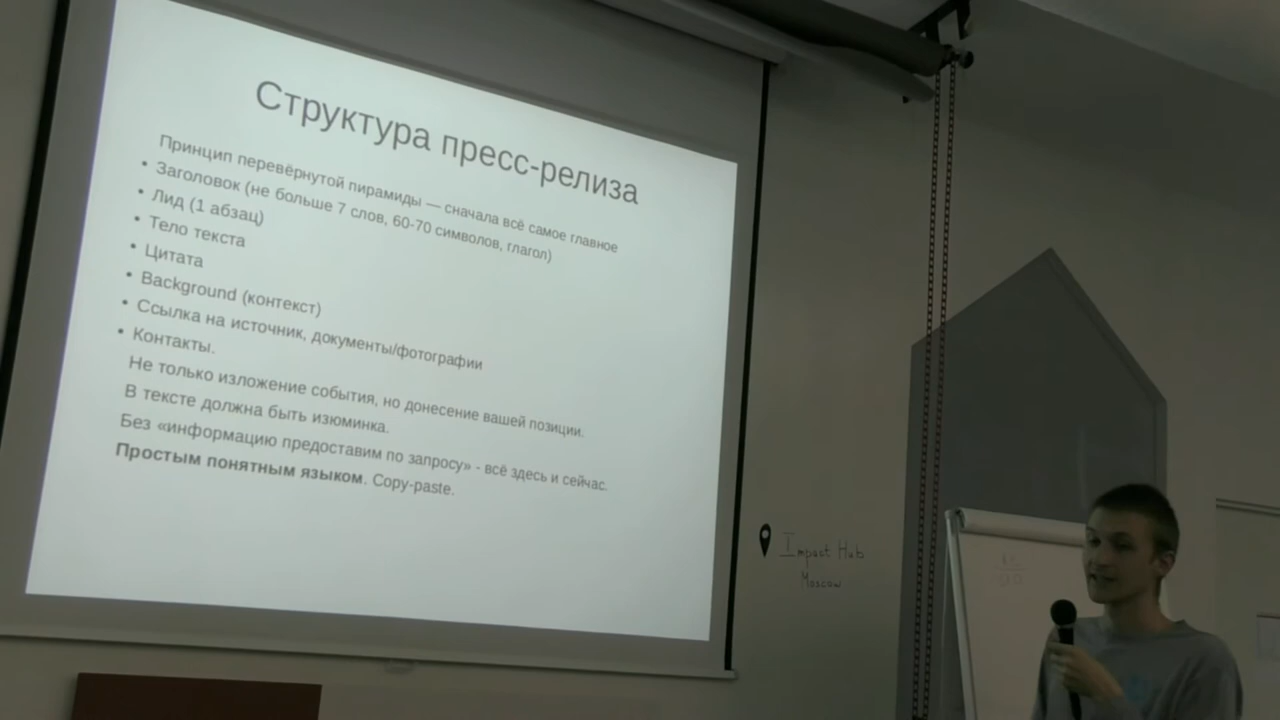 Структура пресс-релиза
Принцип перевёрнутой пирамиды — сначала всё самое главное
• Заголовок (не больше 7 слов, 60-70 символов, глагол)
• Лид (1 абзац)
• Тело текста
• Цитата
• Background (контекст)
• Ссылка на источник, документы/фотографии
• Контакты.
Не только изложение события, но донесение вашей позиции.
В тексте должна быть изюминка.
Без «информацию предоставим по запросу» - всё здесь и сейчас.
Простым понятным языком. Copy-paste.
Impact Hub
Moscow